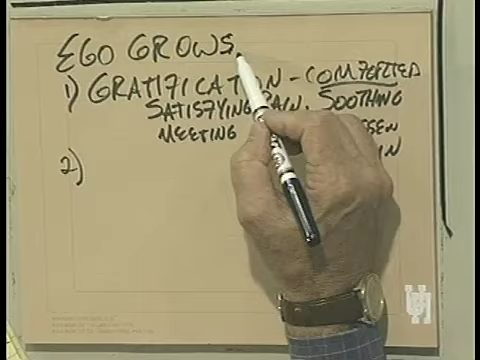 EGO GROWS.
1) GRATIFICATION - COMFORTED
SATISFYING PAIN. SOOTHING
MEETING
2)